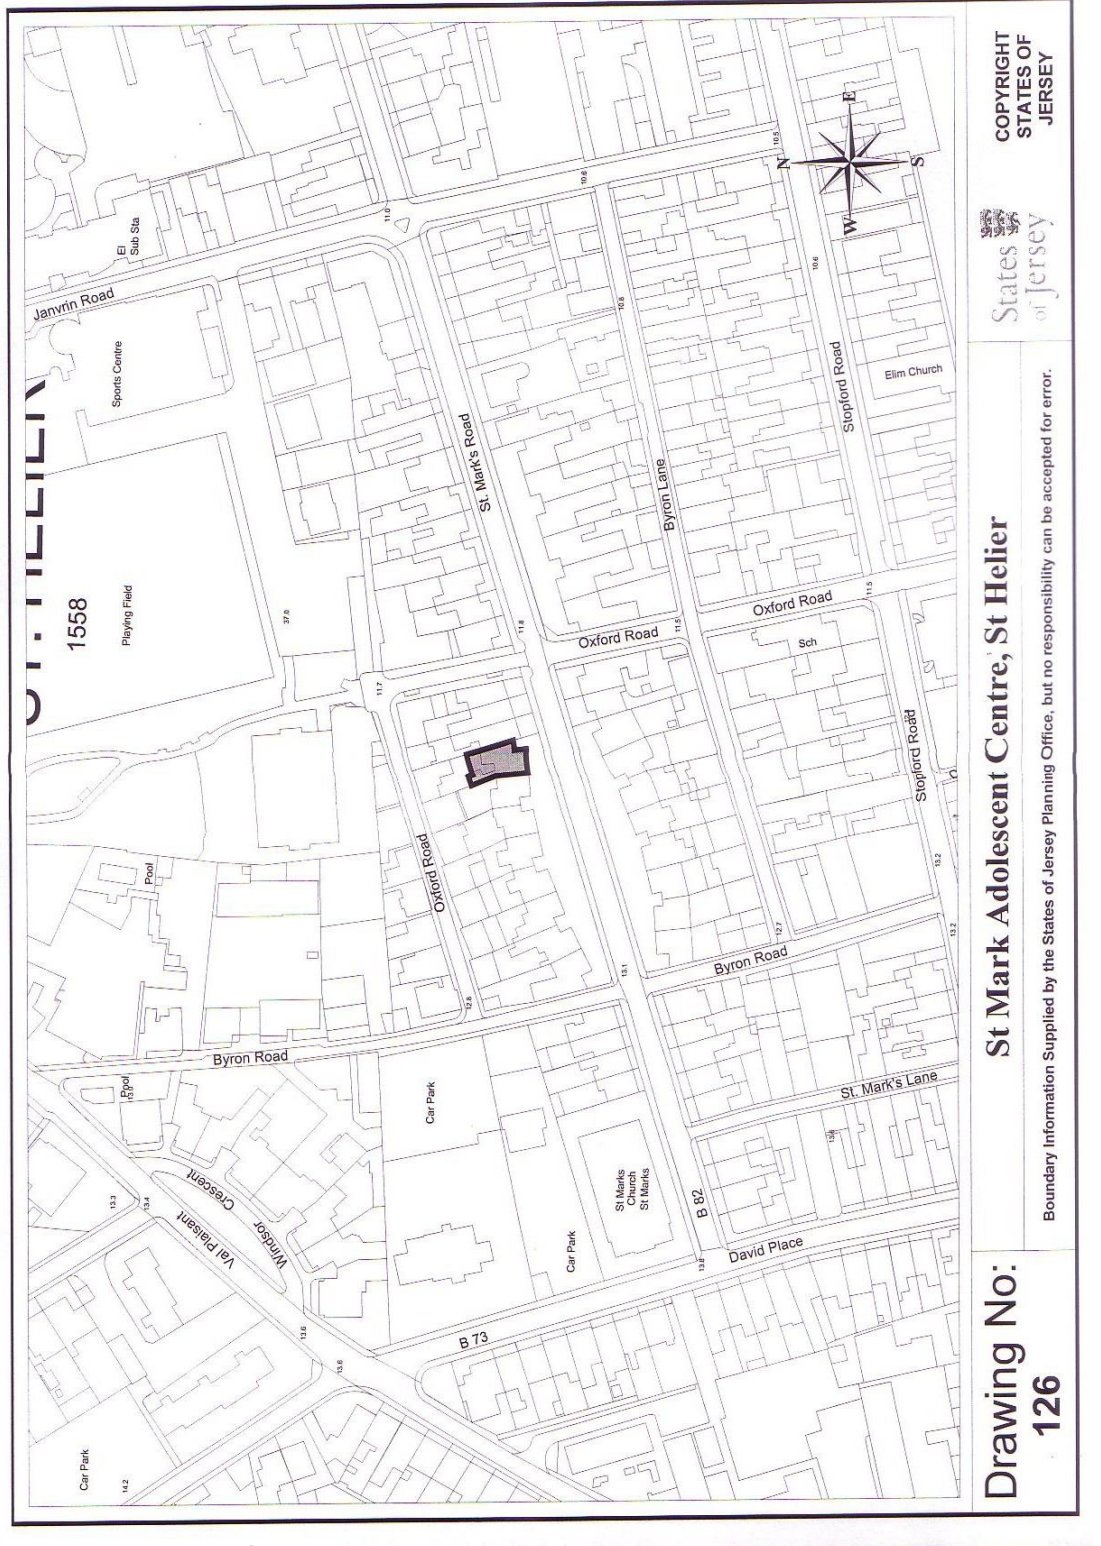 1558
Car Park
14.2
13.3
13.4
Pool
13.0
Pool
Playing Field
Sports Centre
Janvrin Road
El
Sub Sta
Val Plaisant
Windsor Crescent
Byron Road
37.0
13.6
13.6
11.7
11.0
Car Park
Oxford Road
12.8
B 73
St. Mark's Road
11.8
Car Park
St Marks
Church
St Marks
13.1
Oxford Road
10.6
10.8
Byron Lane
11.5
B 82
13.8
David Place
Byron Road
12.7
Oxford Road
Sch
10.5
N
10.6
Stopford Road
W
E
S
11.5
13.6
St. Mark's Lane
Stopford Road
Elim Church
13.2
13.2
Drawing No:
126
St Mark Adolescent Centre, St Helier
Boundary Information Supplied by the States of Jersey Planning Office, but no responsibility can be accepted for error.
States
of Jersey
COPYRIGHT
STATES OF
JERSEY